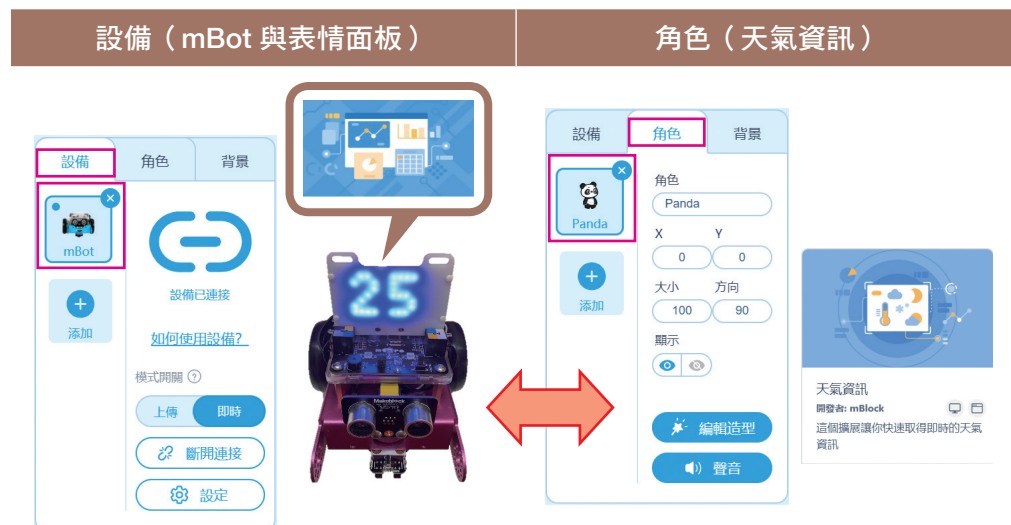 設備（mBot 與表情面板）
角色（天氣資訊）
設備
角色
背景
mBot
設備已連接
添加
如何使用設備?
模式開關
上傳
即時
斷開連接
設定
25
Makeblock
設備
角色
背景
Panda
添加
角色
Panda
X
Y
0
0
大小
方向
100
90
顯示
編輯造型
聲音
天氣資訊
開發者: mBlock
這個擴展讓你快速取得即時的天氣
資訊